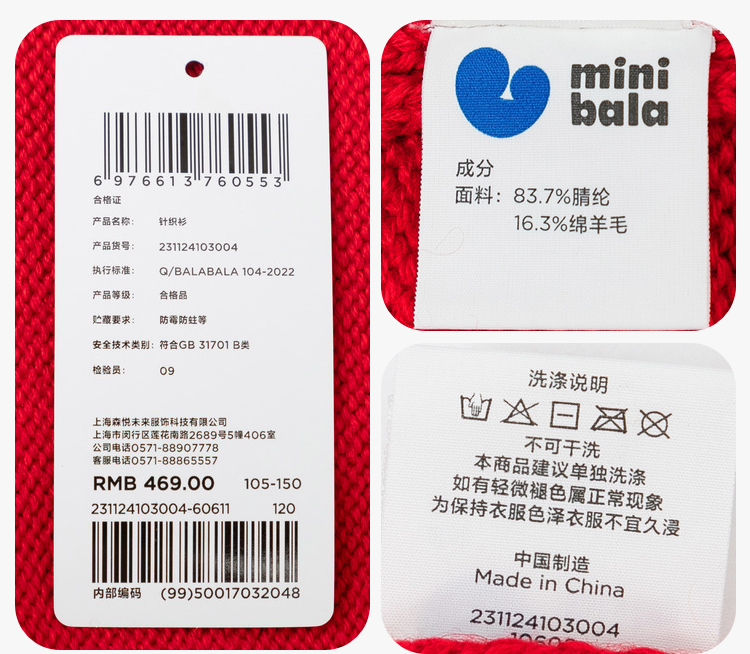 6 976613 760553
合格证
产品名称: 针织衫
产品货号: 231124103004
执行标准: Q/BALABALA 104-2022
产品等级: 合格品
贮藏要求: 防霉防蛀等
安全技术类别: 符合GB 31701 B类
检验员: 09
上海森悦未来服饰科技有限公司
上海市闵行区莲花南路2689号5幢406室
公司电话0571-88907778
客服电话0571-88865557
RMB 469.00 105-150
231124103004-60611 120
内部编码 (99)50017032048
mini
bala
成分
面料: 83.7%腈纶
16.3%绵羊毛
洗涤说明
不可干洗
本商品建议单独洗涤
如有轻微褪色属正常现象
为保持衣服色泽衣服不宜久浸
中国制造
Made in China
231124103004